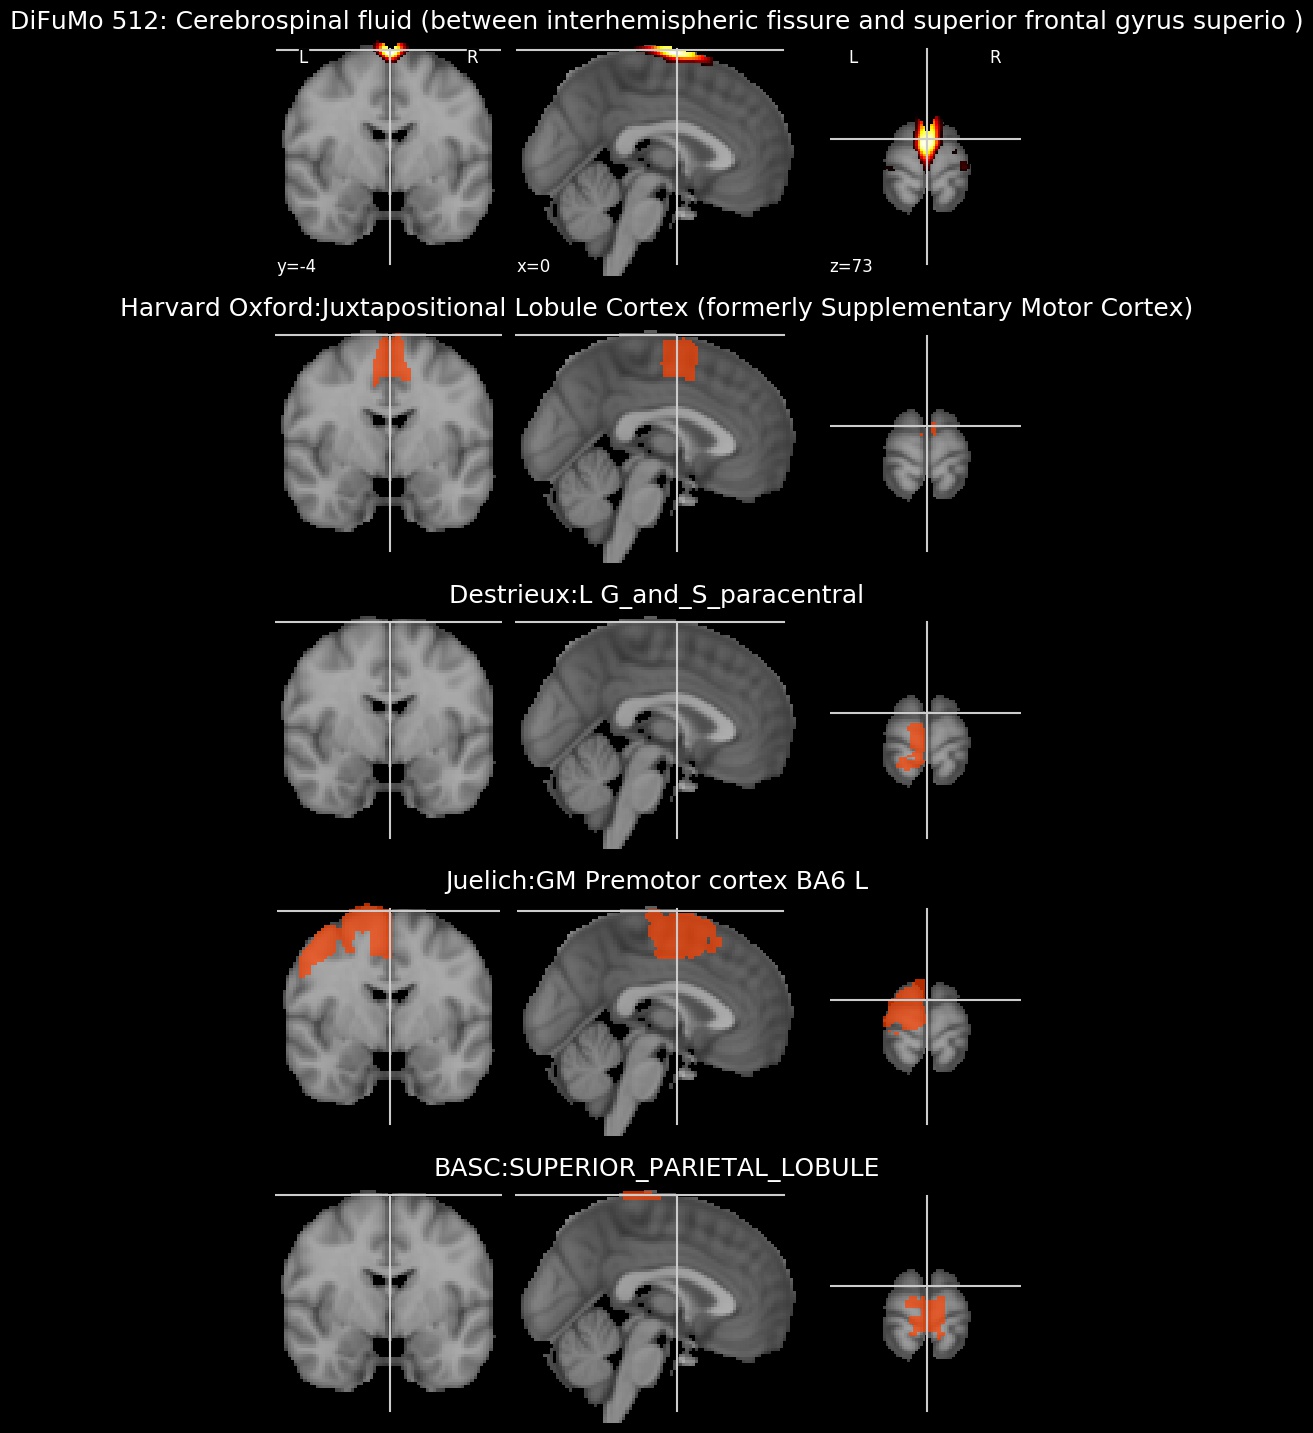 DiFuMo 512: Cerebrospinal fluid (between interhemispheric fissure and superior frontal gyrus superio )
L R L R
y=-4 x=0 z=73
Harvard Oxford:Juxtapositional Lobule Cortex (formerly Supplementary Motor Cortex)
Destrieux:L G_and_S_paracentral
Juelich:GM Premotor cortex BA6 L
BASC:SUPERIOR_PARIETAL_LOBULE